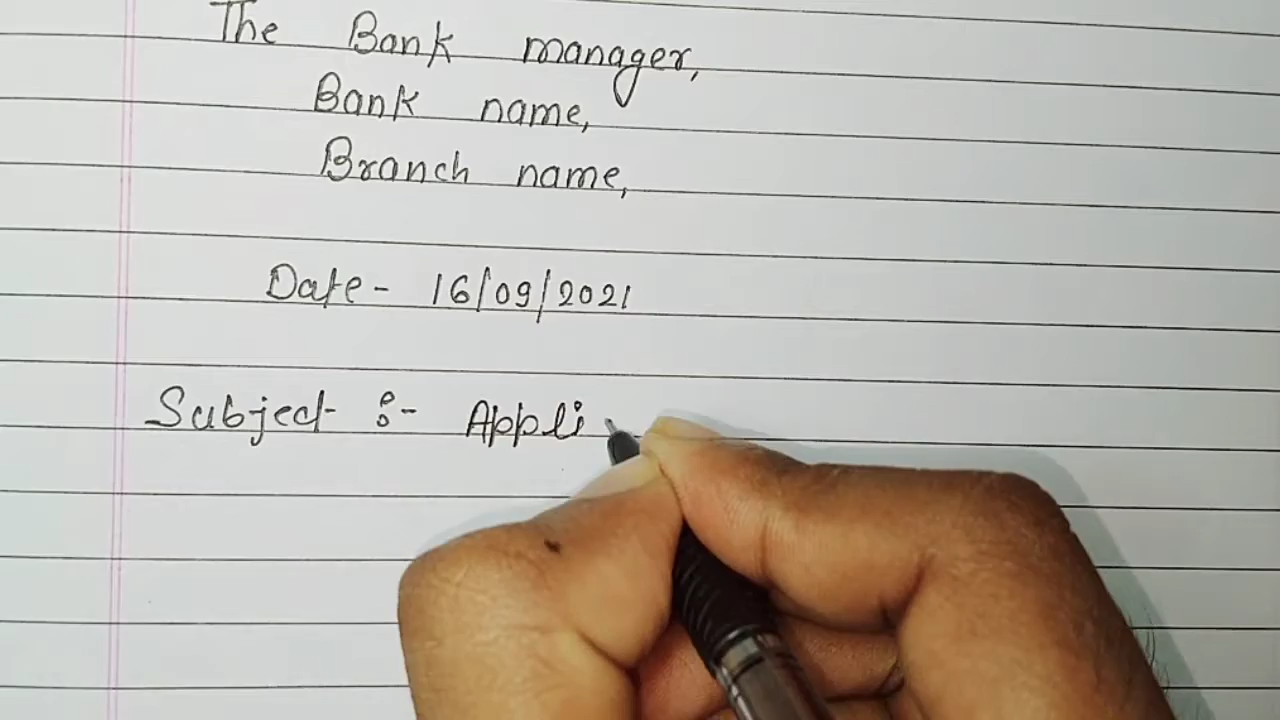 The Bank manager,
Bank name,
Branch name,
Date - 16/09/2021
Subject :- Appli